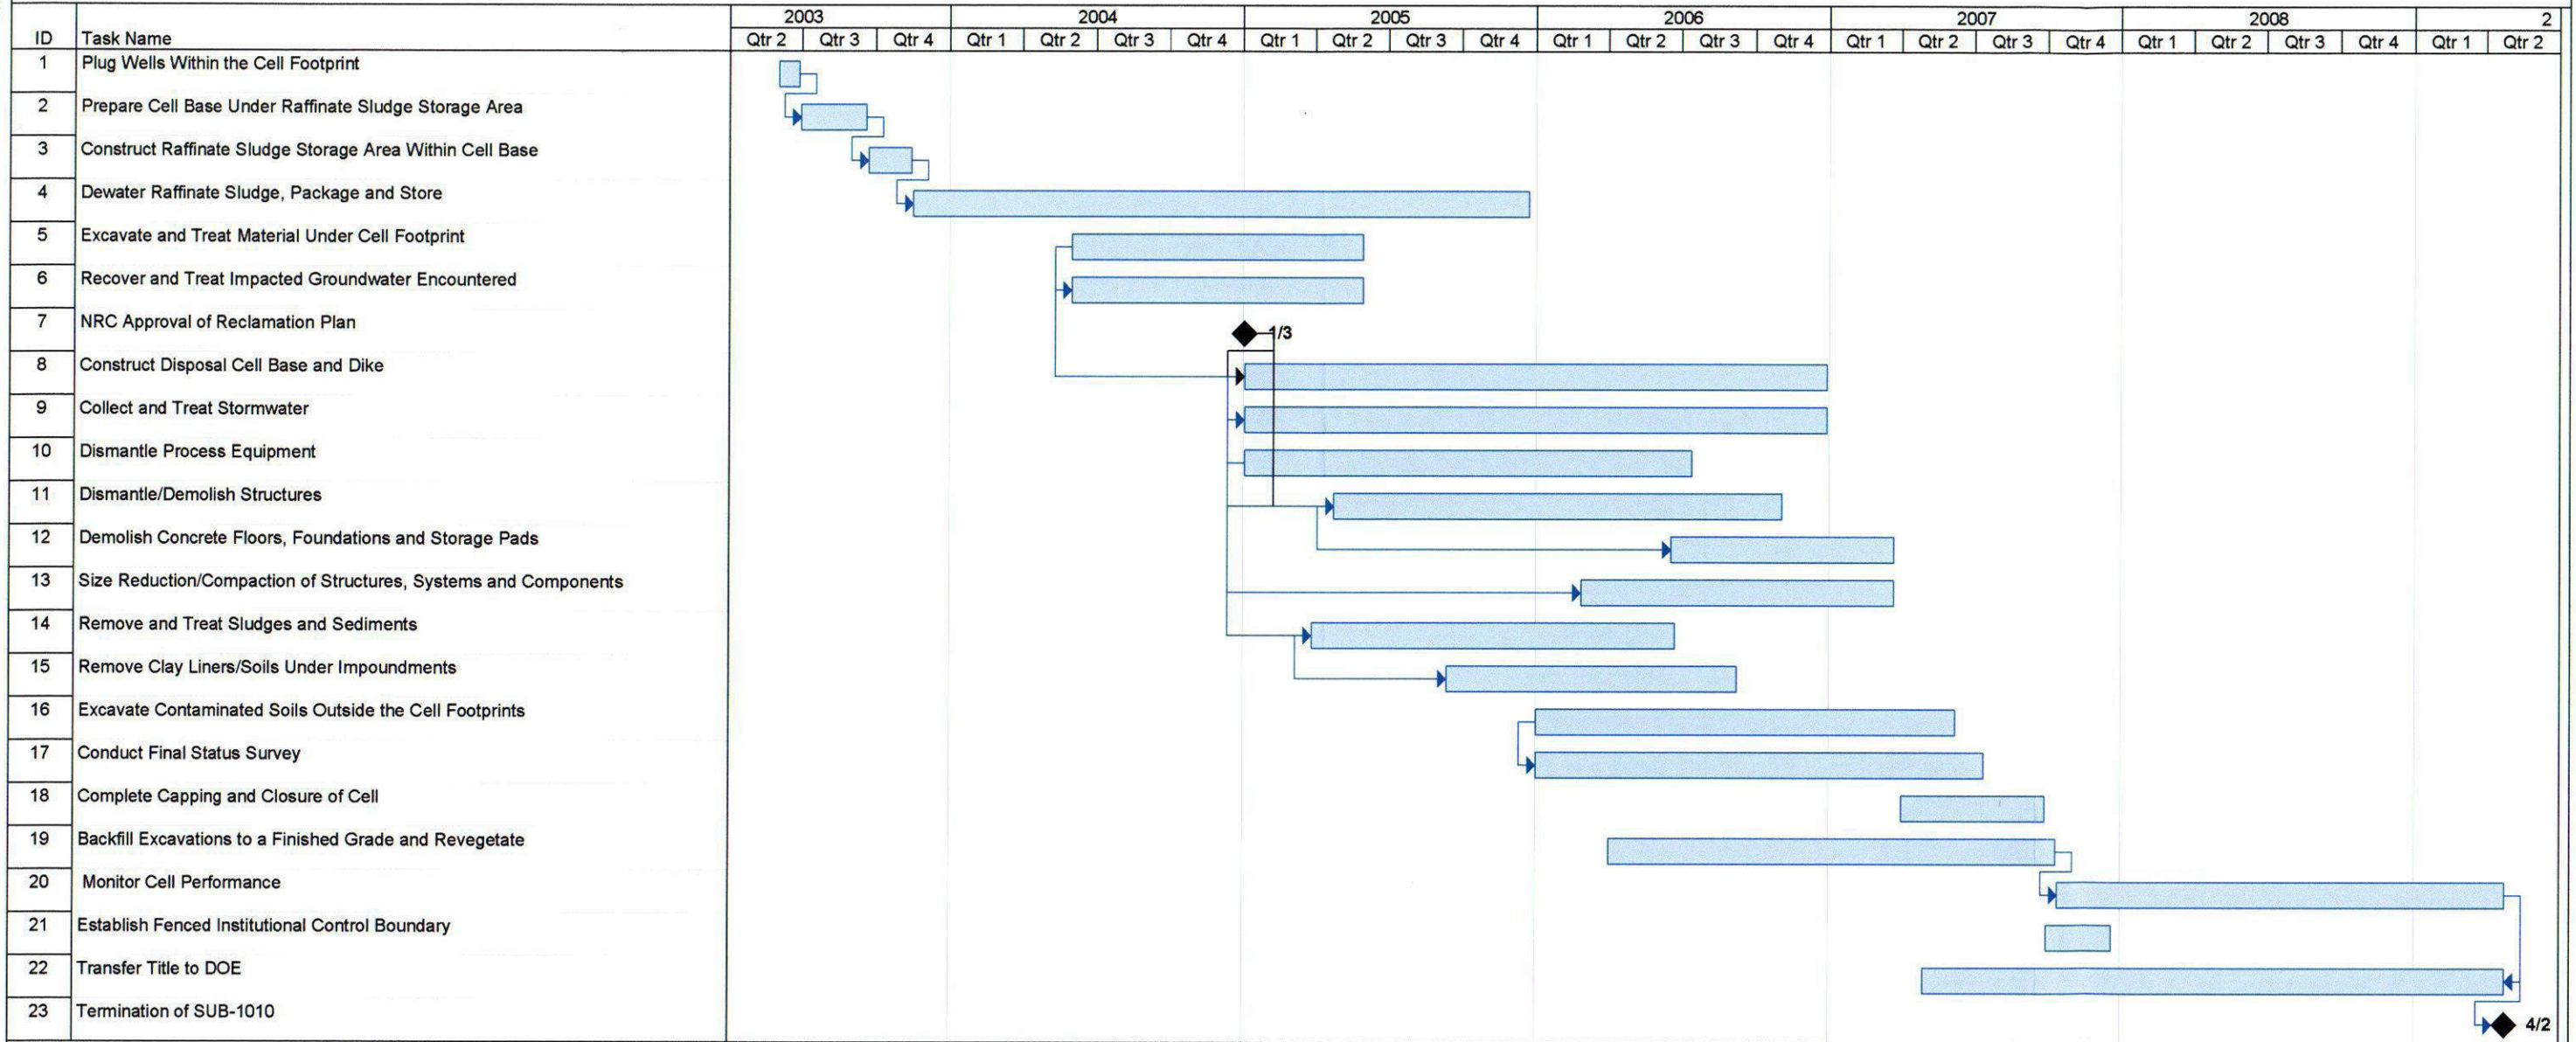 2003 2004 2005 2006 2007 2008 2
ID Task Name Qtr 2 Qtr 3 Qtr 4 Qtr 1 Qtr 2 Qtr 3 Qtr 4 Qtr 1 Qtr 2 Qtr 3 Qtr 4 Qtr 1 Qtr 2 Qtr 3 Qtr 4 Qtr 1 Qtr 2 Qtr 3 Qtr 4 Qtr 1 Qtr 2 Qtr 3 Qtr 4 Qtr 1 Qtr 2
1 Plug Wells Within the Cell Footprint
2 Prepare Cell Base Under Raffinate Sludge Storage Area
3 Construct Raffinate Sludge Storage Area Within Cell Base
4 Dewater Raffinate Sludge, Package and Store
5 Excavate and Treat Material Under Cell Footprint
6 Recover and Treat Impacted Groundwater Encountered
7 NRC Approval of Reclamation Plan 1/3
8 Construct Disposal Cell Base and Dike
9 Collect and Treat Stormwater
10 Dismantle Process Equipment
11 Dismantle/Demolish Structures
12 Demolish Concrete Floors, Foundations and Storage Pads
13 Size Reduction/Compaction of Structures, Systems and Components
14 Remove and Treat Sludges and Sediments
15 Remove Clay Liners/Soils Under Impoundments
16 Excavate Contaminated Soils Outside the Cell Footprints
17 Conduct Final Status Survey
18 Complete Capping and Closure of Cell
19 Backfill Excavations to a Finished Grade and Revegetate
20 Monitor Cell Performance
21 Establish Fenced Institutional Control Boundary
22 Transfer Title to DOE
23 Termination of SUB-1010 4/2